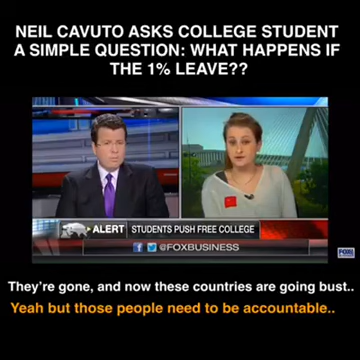 NEIL CAVUTO ASKS COLLEGE STUDENT
A SIMPLE QUESTION: WHAT HAPPENS IF
THE 1% LEAVE??
ALERT STUDENTS PUSH FREE COLLEGE
@FOXBUSINESS
FOX
They're gone, and now these countries are going bust..
Yeah but those people need to be accountable..